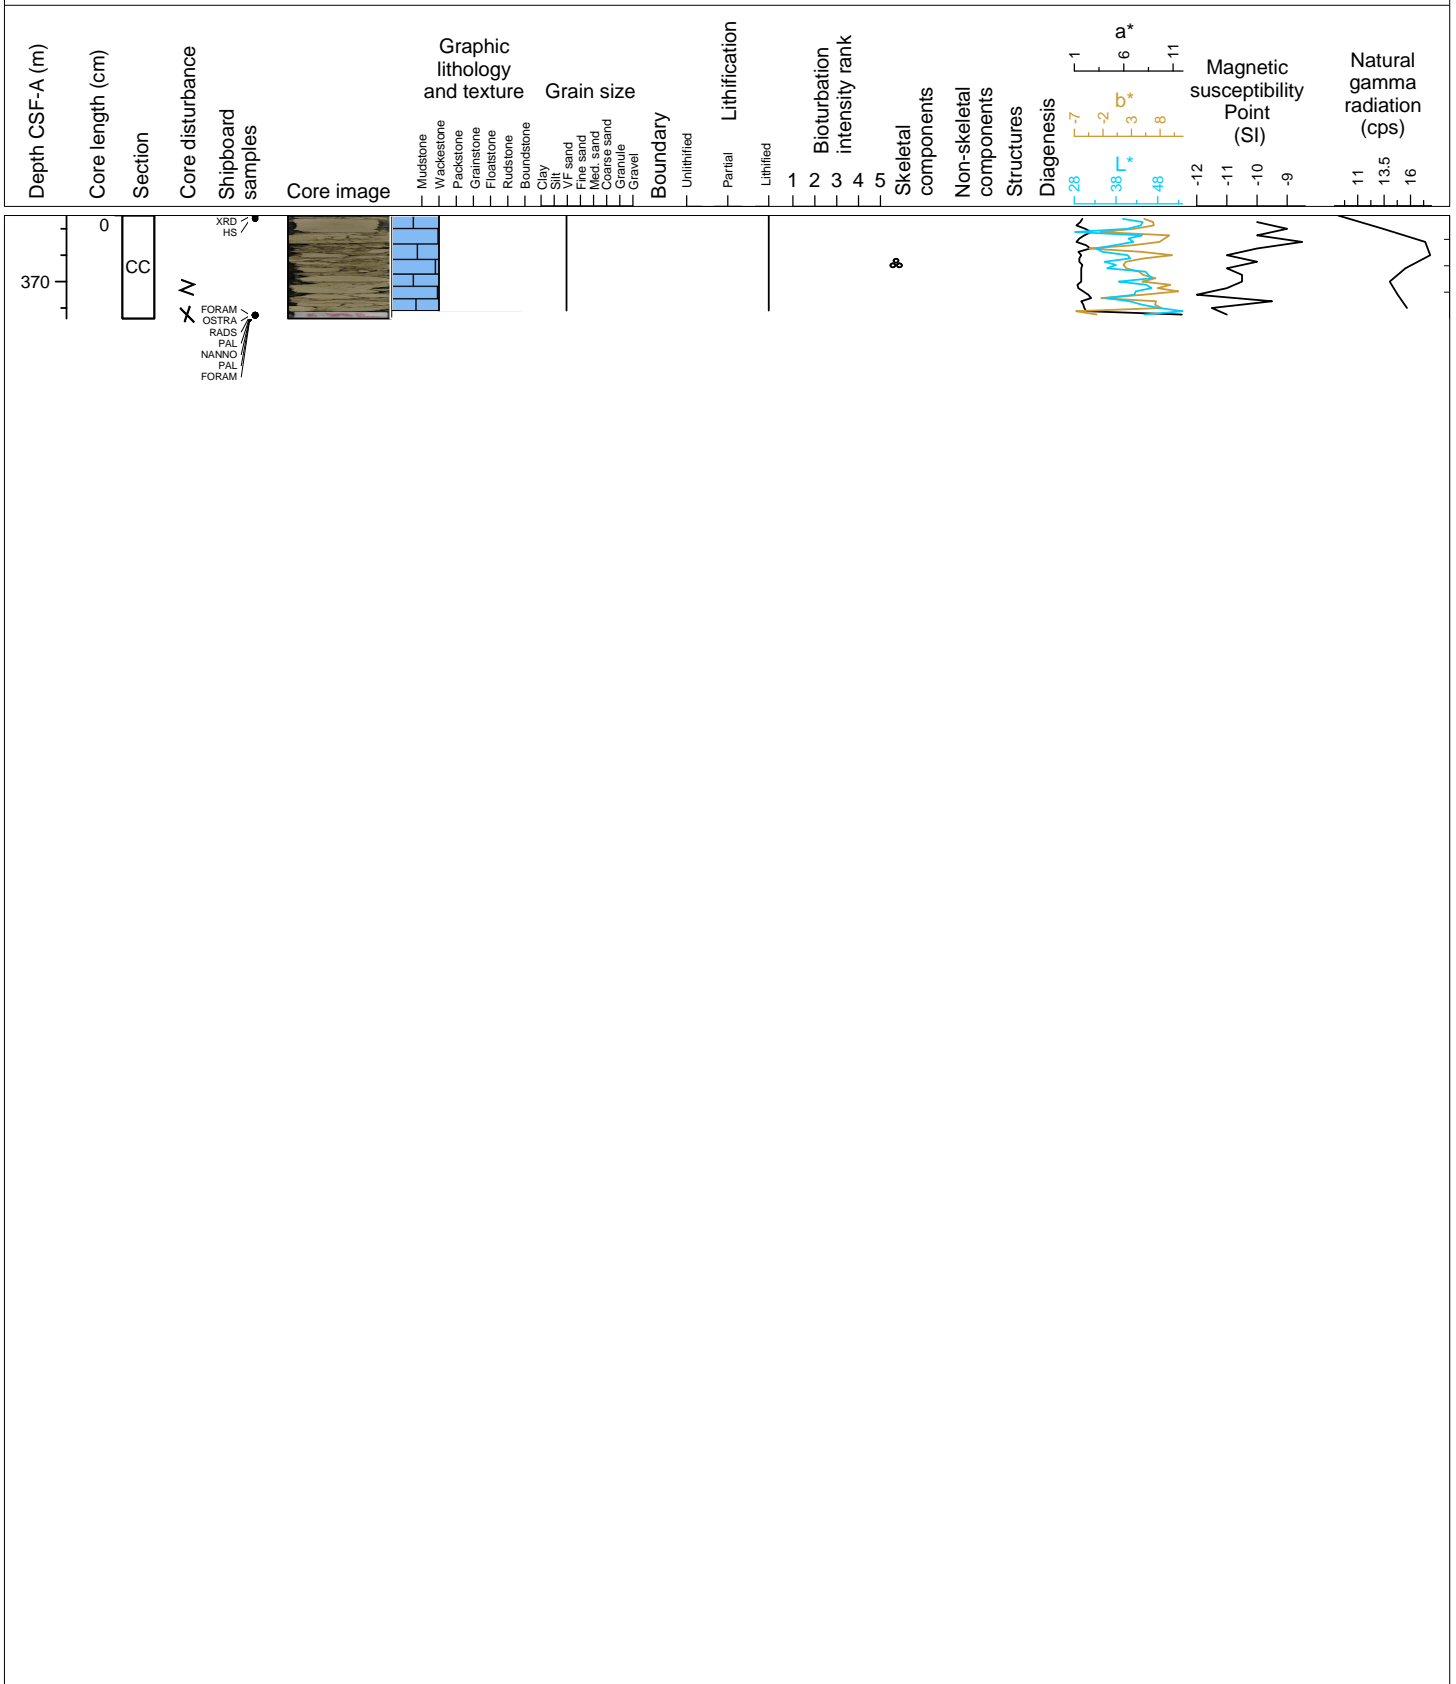 Depth CSF-A (m)
Core length (cm)
Section
Core disturbance
Shipboard
samples
Core image
Graphic
lithology
and texture
Mudstone
Wackestone
Packstone
Grainstone
Floatstone
Rudstone
Boundstone
Grain size
Clay
Silt
VF sand
Fine sand
Med. sand
Coarse sand
Granule
Gravel
Boundary
Lithification
Unlithified
Partial
Lithified
Bioturbation
intensity rank
1 2 3 4 5
Skeletal
components
Non-skeletal
components
Structures
Diagenesis
a*
1 6 11
b*
-7 -2 3 8
L*
28 38 48
Magnetic
susceptibility
Point
(SI)
-12 -11 -10 -9
Natural
gamma
radiation
(cps)
11 13.5 16
0
XRD
HS
CC
370
FORAM
OSTRA
RADS
PAL
NANNO
PAL
FORAM